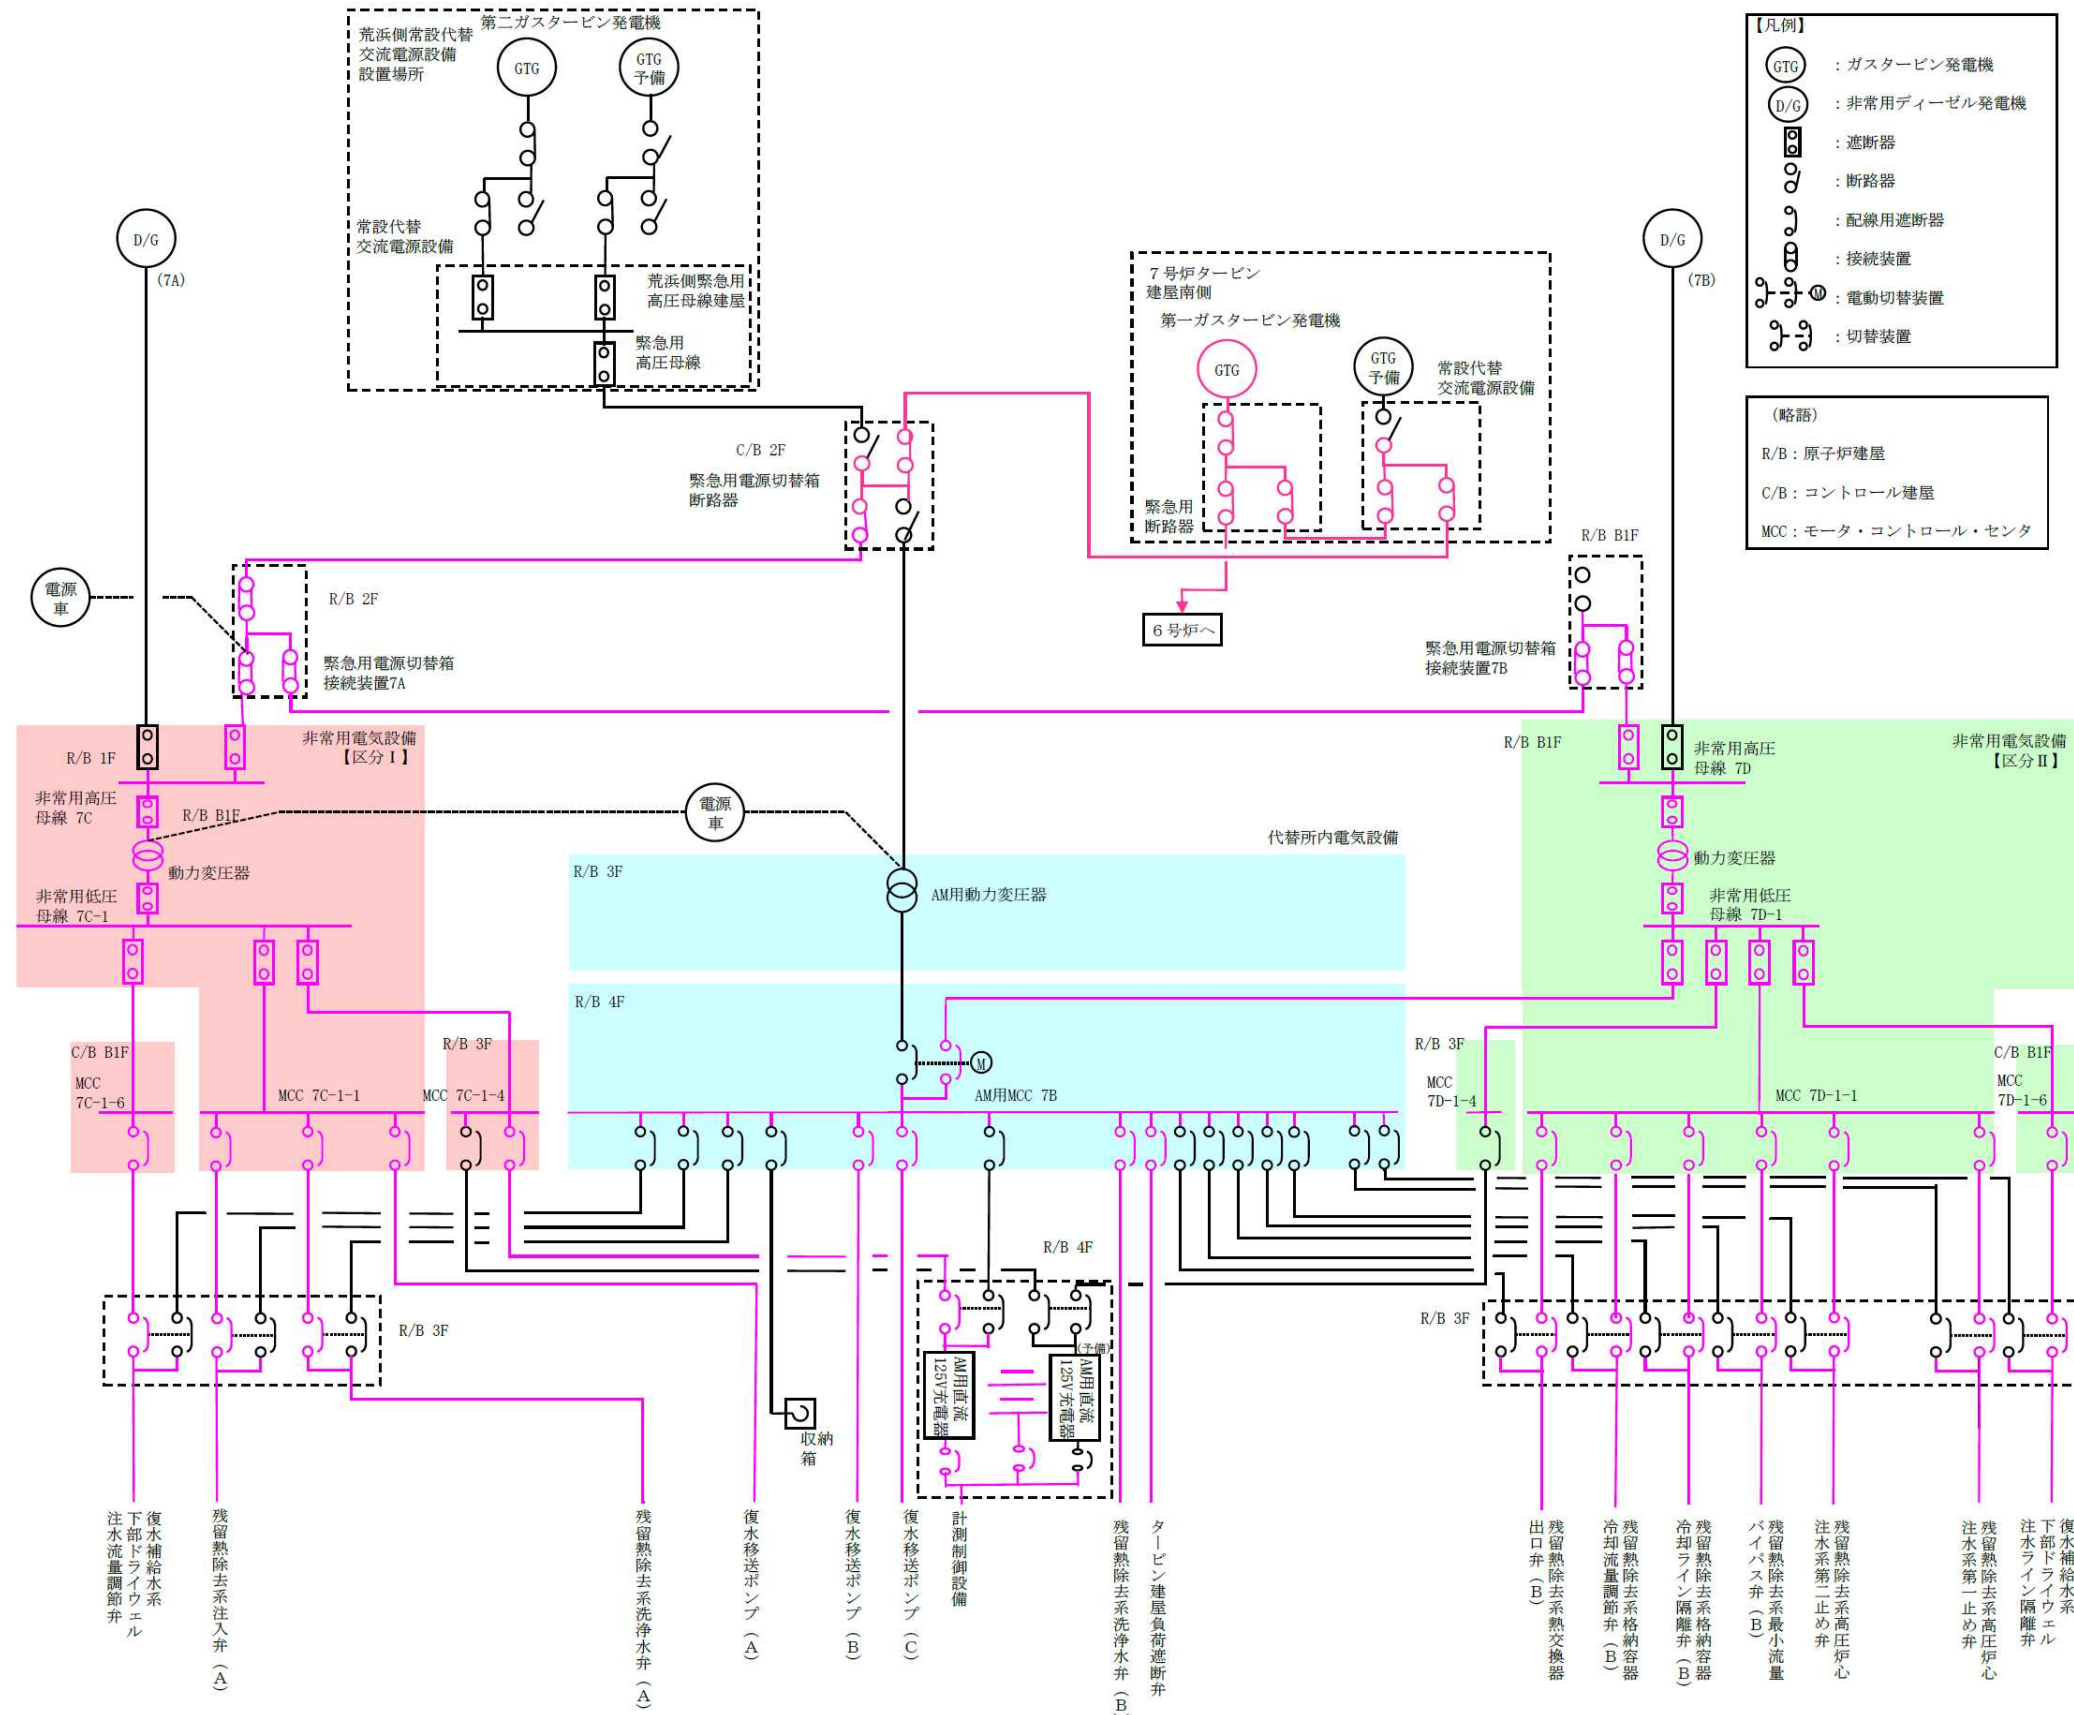 荒浜側常設代替
交流電源設備
設置場所
第二ガスタービン発電機
GTG
GTG
予備
常設代替
交流電源設備
荒浜側緊急用
高圧母線建屋
緊急用
高圧母線
D/G
(7A)
7号炉タービン
建屋南側
第一ガスタービン発電機
GTG
GTG
予備
常設代替
交流電源設備
緊急用
断路器
6号炉へ
D/G
(7B)
【凡例】
GTG
：ガスタービン発電機
D/G
：非常用ディーゼル発電機
：遮断器
：断路器
：配線用遮断器
：接続装置
M
：電動切替装置
：切替装置
（略語）
R/B：原子炉建屋
C/B：コントロール建屋
MCC：モータ・コントロール・センタ
C/B 2F
緊急用電源切替箱
断路器
電源
車
R/B 2F
緊急用電源切替箱
接続装置7A
R/B B1F
緊急用電源切替箱
接続装置7B
R/B 1F
非常用電気設備
【区分Ⅰ】
非常用高圧
母線 7C
R/B B1F
動力変圧器
非常用低圧
母線 7C-1
電源
車
代替所内電気設備
R/B 3F
AM用動力変圧器
R/B 4F
M
AM用MCC 7B
R/B B1F
非常用高圧
母線 7D
非常用電気設備
【区分Ⅱ】
動力変圧器
非常用低圧
母線 7D-1
C/B B1F
MCC
7C-1-6
MCC 7C-1-1
R/B 3F
MCC 7C-1-4
R/B 3F
MCC
7D-1-4
MCC 7D-1-1
C/B B1F
MCC
7D-1-6
R/B 3F
R/B 4F
(予備)
AM用直流
125V充電器
AM用直流
125V充電器
R/B 3F
収納
箱
復水補給水系
下部ドライウェル
注水流量調節弁
残留熱除去系注入弁（A）
残留熱除去系洗浄水弁（A）
復水移送ポンプ（A）
復水移送ポンプ（B）
復水移送ポンプ（C）
計測制御設備
残留熱除去系洗浄水弁（B
タービン建屋負荷遮断弁
残留熱除去系熱交換器
出口弁（B）
残留熱除去系格納容器
冷却流量調節弁（B）
残留熱除去系格納容器
冷却ライン隔離弁（B）
残留熱除去系最小流量
バイパス弁（B）
残留熱除去系高圧炉心
注水系第二止め弁
残留熱除去系高圧炉心
注水系第一止め弁
復水補給水系
下部ドライウェル
注水ライン隔離弁